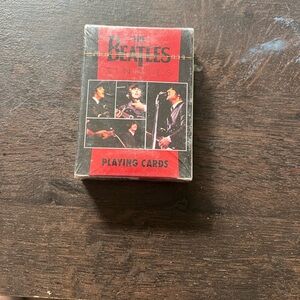 THE
BEATLES
PLAYING CARDS